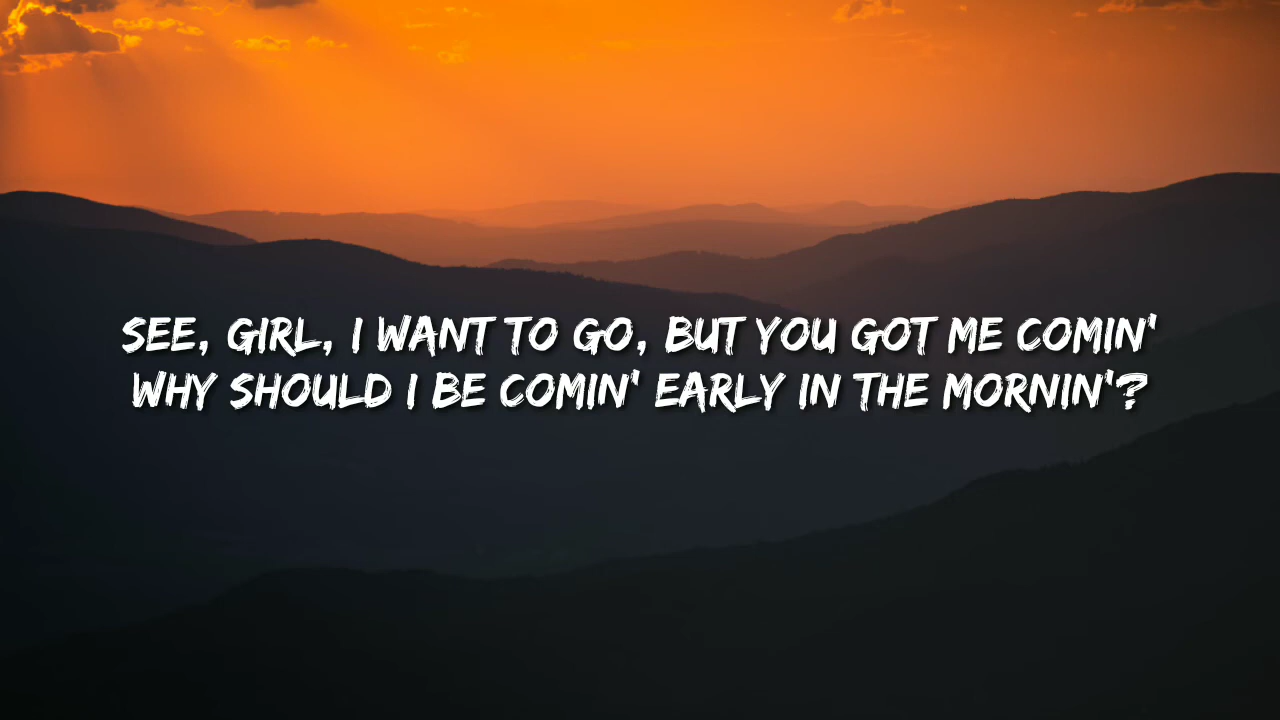 SEE, GIRL, I WANT TO GO, BUT YOU GOT ME COMIN'
WHY SHOULD I BE COMIN' EARLY IN THE MORNIN'?